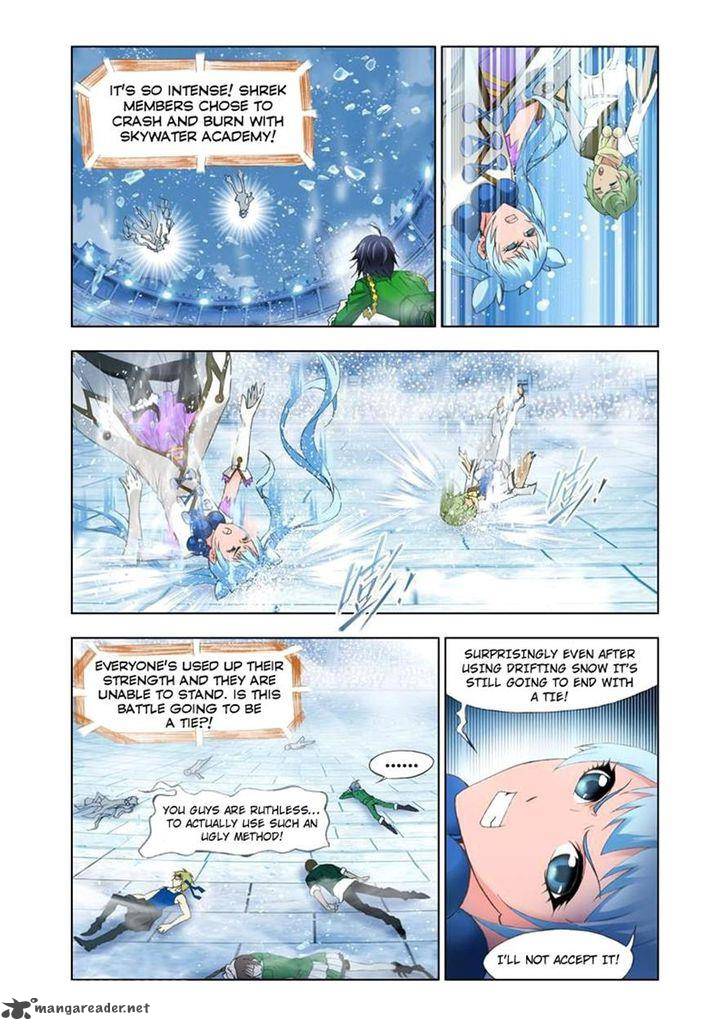 IT'S SO INTENSE! SHREK
MEMBERS CHOSE TO
CRASH AND BURN WITH
SKYWATER ACADEMY!
嘭!
嘭!
EVERYONE'S USED UP THEIR
STRENGTH AND THEY ARE
UNABLE TO STAND. IS THIS
BATTLE GOING TO BE
A TIE?!
......
YOU GUYS ARE RUTHLESS...
TO ACTUALLY USE SUCH AN
UGLY METHOD!
SURPRISINGLY EVEN AFTER
USING DRIFTING SNOW IT'S
STILL GOING TO END WITH
A TIE!
I'LL NOT ACCEPT IT!
mangareader.net